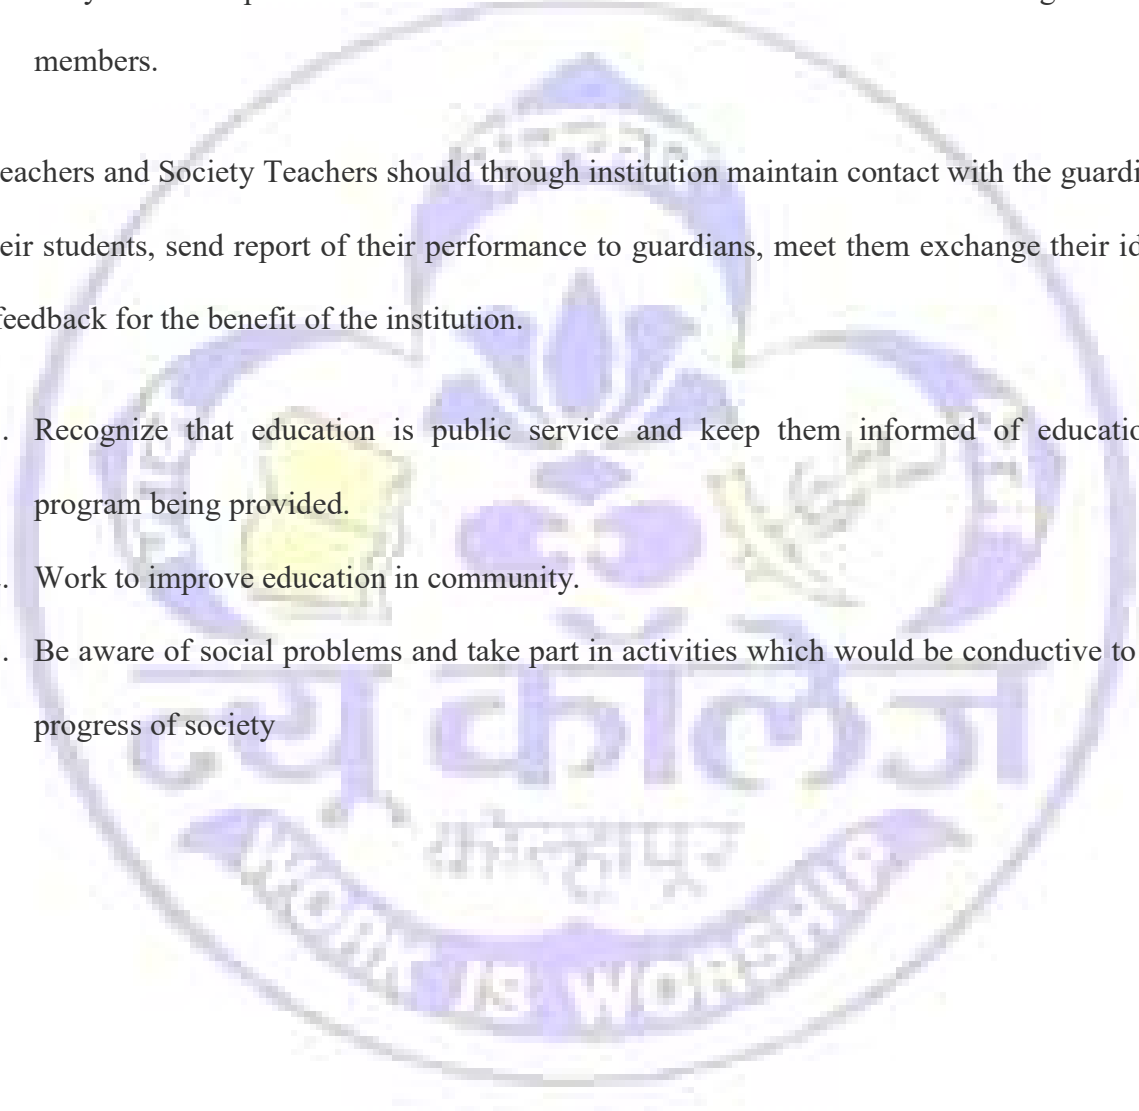 members.
eachers and Society Teachers should through institution maintain contact with the guardi
eir students, send report of their performance to guardians, meet them exchange their id
feedback for the benefit of the institution.
. Recognize that education is public service and keep them informed of educatio
program being provided.
. Work to improve education in community.
. Be aware of social problems and take part in activities which would be conductive to
progress of society
न्यू कॉलेज
कोल्हापूर
WORK IS WORSHIP